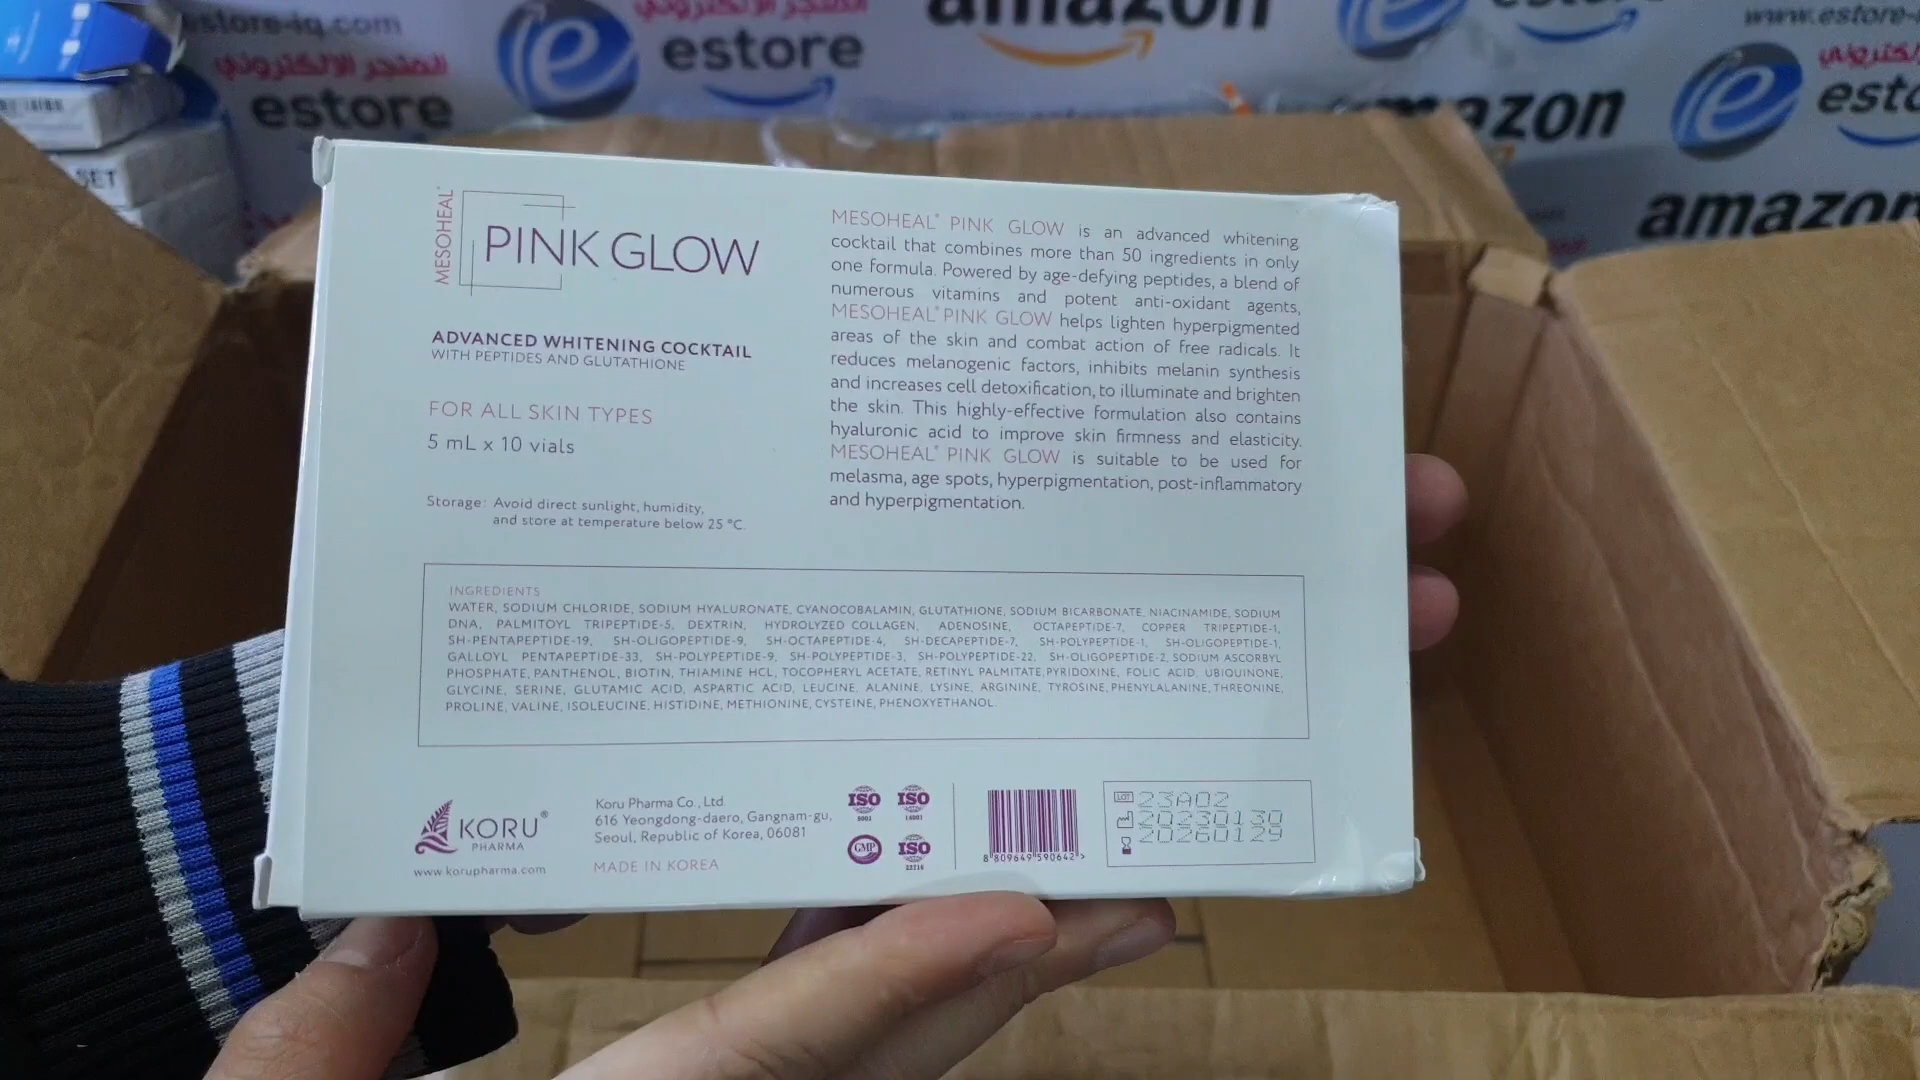 estore-iq.com
المتجر الالكتروني
estore
المتجر الالكتروني
estore
amazon
www.estore-
azon
amazon
esto
SET
MESOHEAL
PINK GLOW
ADVANCED WHITENING COCKTAIL
WITH PEPTIDES AND GLUTATHIONE
FOR ALL SKIN TYPES
5 mL x 10 vials
Storage: Avoid direct sunlight, humidity,
and store at temperature below 25 °C.
MESOHEAL® PINK GLOW is an advanced whitening
cocktail that combines more than 50 ingredients in only
one formula. Powered by age-defying peptides, a blend of
numerous vitamins and potent anti-oxidant agents,
MESOHEAL® PINK GLOW helps lighten hyperpigmented
areas of the skin and combat action of free radicals. It
reduces melanogenic factors, inhibits melanin synthesis
and increases cell detoxification, to illuminate and brighten
the skin. This highly-effective formulation also contains
hyaluronic acid to improve skin firmness and elasticity.
MESOHEAL® PINK GLOW is suitable to be used for
melasma, age spots, hyperpigmentation, post-inflammatory
and hyperpigmentation.
INGREDIENTS
WATER, SODIUM CHLORIDE, SODIUM HYALURONATE, CYANOCOBALAMIN, GLUTATHIONE, SODIUM BICARBONATE, NIACINAMIDE, SODIUM
DNA, PALMITOYL TRIPEPTIDE-5, DEXTRIN, HYDROLYZED COLLAGEN, ADENOSINE, OCTAPEPTIDE-7, COPPER TRIPEPTIDE-1,
SH-PENTAPEPTIDE-19, SH-OLIGOPEPTIDE-9, SH-OCTAPEPTIDE-4, SH-DECAPEPTIDE-7, SH-POLYPEPTIDE-1, SH-OLIGOPEPTIDE-1,
GALLOYL PENTAPEPTIDE-33, SH-POLYPEPTIDE-9, SH-POLYPEPTIDE-3, SH-POLYPEPTIDE-22, SH-OLIGOPEPTIDE-2, SODIUM ASCORBYL
PHOSPHATE, PANTHENOL, BIOTIN, THIAMINE HCL, TOCOPHERYL ACETATE, RETINYL PALMITATE, PYRIDOXINE, FOLIC ACID, UBIQUINONE,
GLYCINE, SERINE, GLUTAMIC ACID, ASPARTIC ACID, LEUCINE, ALANINE, LYSINE, ARGININE, TYROSINE, PHENYLALANINE, THREONINE,
PROLINE, VALINE, ISOLEUCINE, HISTIDINE, METHIONINE, CYSTEINE, PHENOXYETHANOL.
KORU®
PHARMA
www.korupharma.com
Koru Pharma Co., Ltd.
616 Yeongdong-daero, Gangnam-gu,
Seoul, Republic of Korea, 06081
MADE IN KOREA
ISO 9001
ISO 14001
GMP
ISO 22716
8 809649 590642 >
LOT 23A02
20230130
20260129